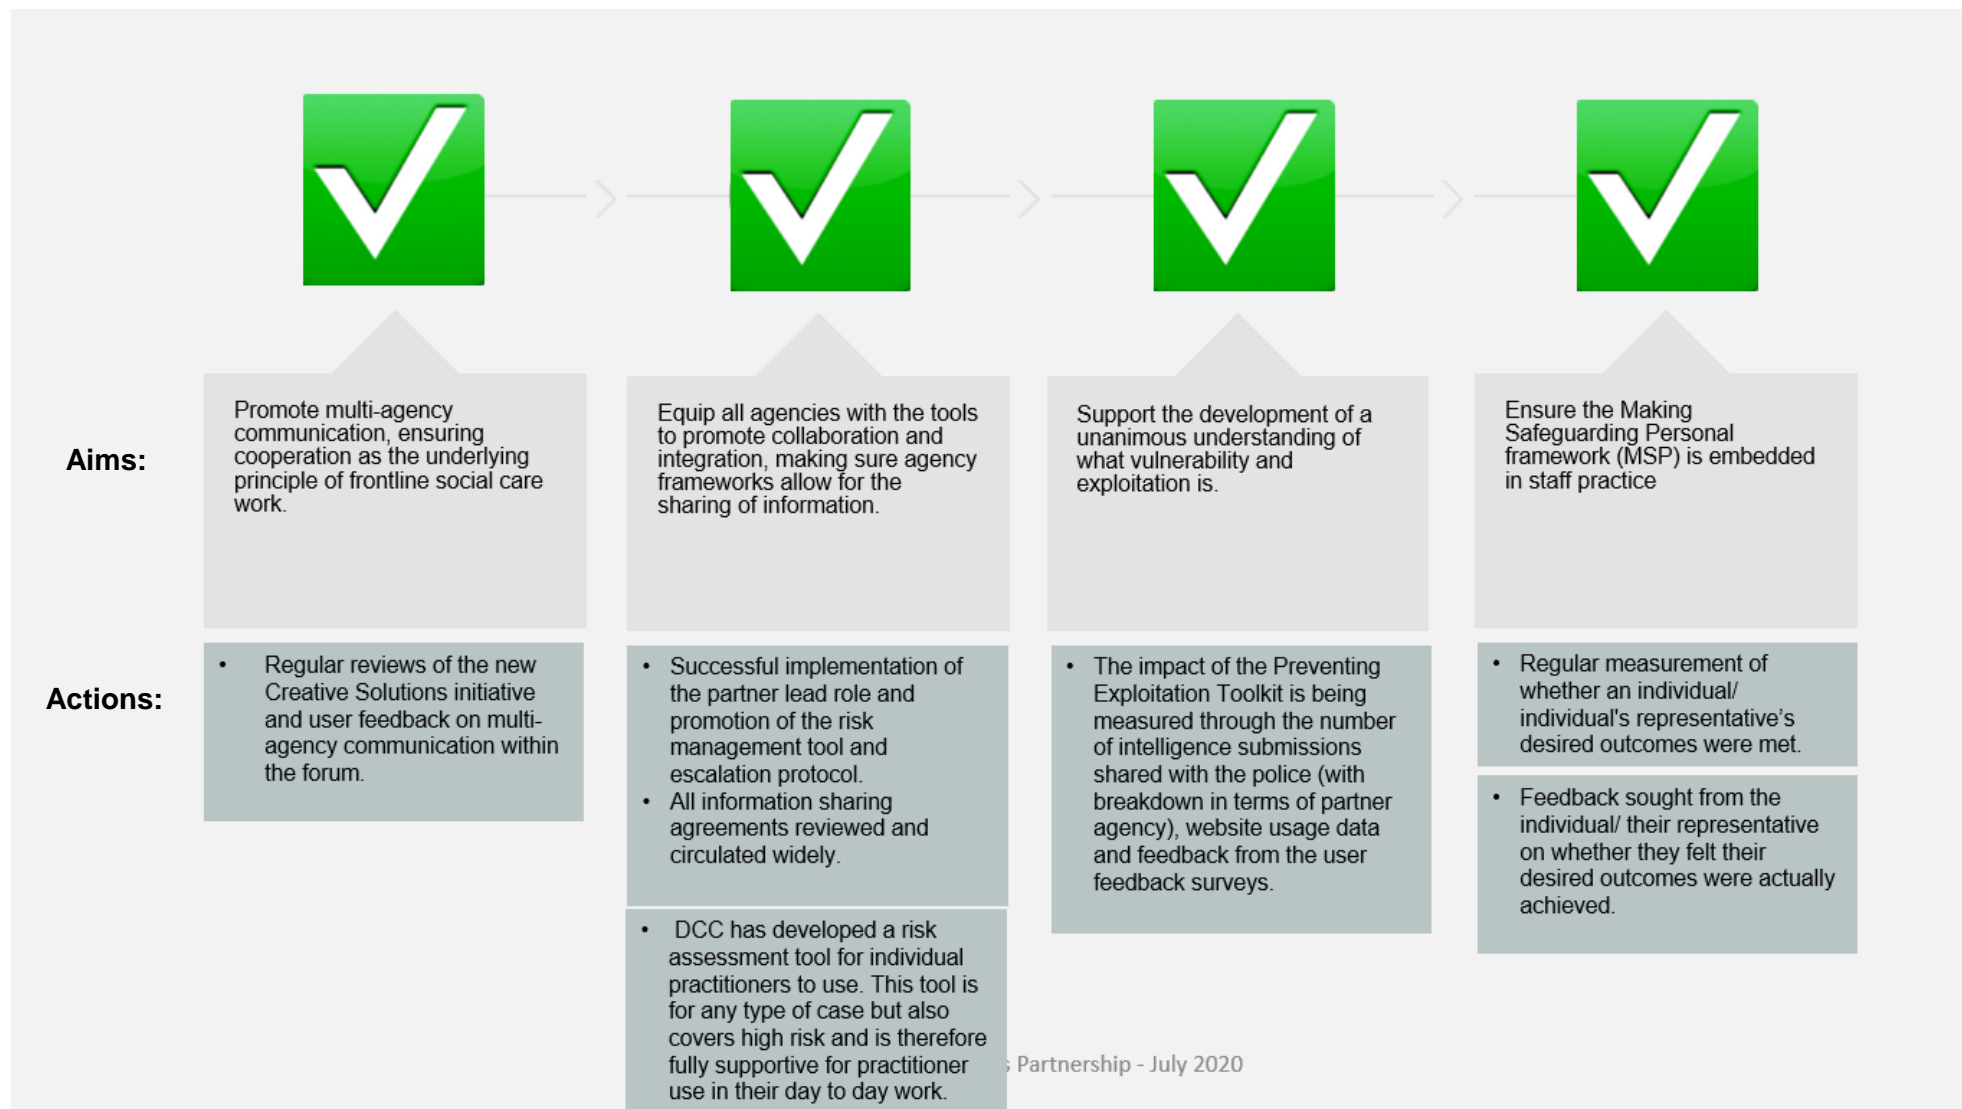 Aims:
Promote multi-agency
communication, ensuring
cooperation as the underlying
principle of frontline social care
work.
Equip all agencies with the tools
to promote collaboration and
integration, making sure agency
frameworks allow for the
sharing of information.
Support the development of a
unanimous understanding of
what vulnerability and
exploitation is.
Ensure the Making
Safeguarding Personal
framework (MSP) is embedded
in staff practice
Actions:
• Regular reviews of the new
Creative Solutions initiative
and user feedback on multi-
agency communication within
the forum.
• Successful implementation of
the partner lead role and
promotion of the risk
management tool and
escalation protocol.
• All information sharing
agreements reviewed and
circulated widely.
• DCC has developed a risk
assessment tool for individual
practitioners to use. This tool is
for any type of case but also
covers high risk and is therefore
fully supportive for practitioner
use in their day to day work.
• The impact of the Preventing
Exploitation Toolkit is being
measured through the number
of intelligence submissions
shared with the police (with
breakdown in terms of partner
agency), website usage data
and feedback from the user
feedback surveys.
• Regular measurement of
whether an individual/
individual's representative’s
desired outcomes were met.
• Feedback sought from the
individual/ their representative
on whether they felt their
desired outcomes were actually
achieved.
Partnership - July 2020